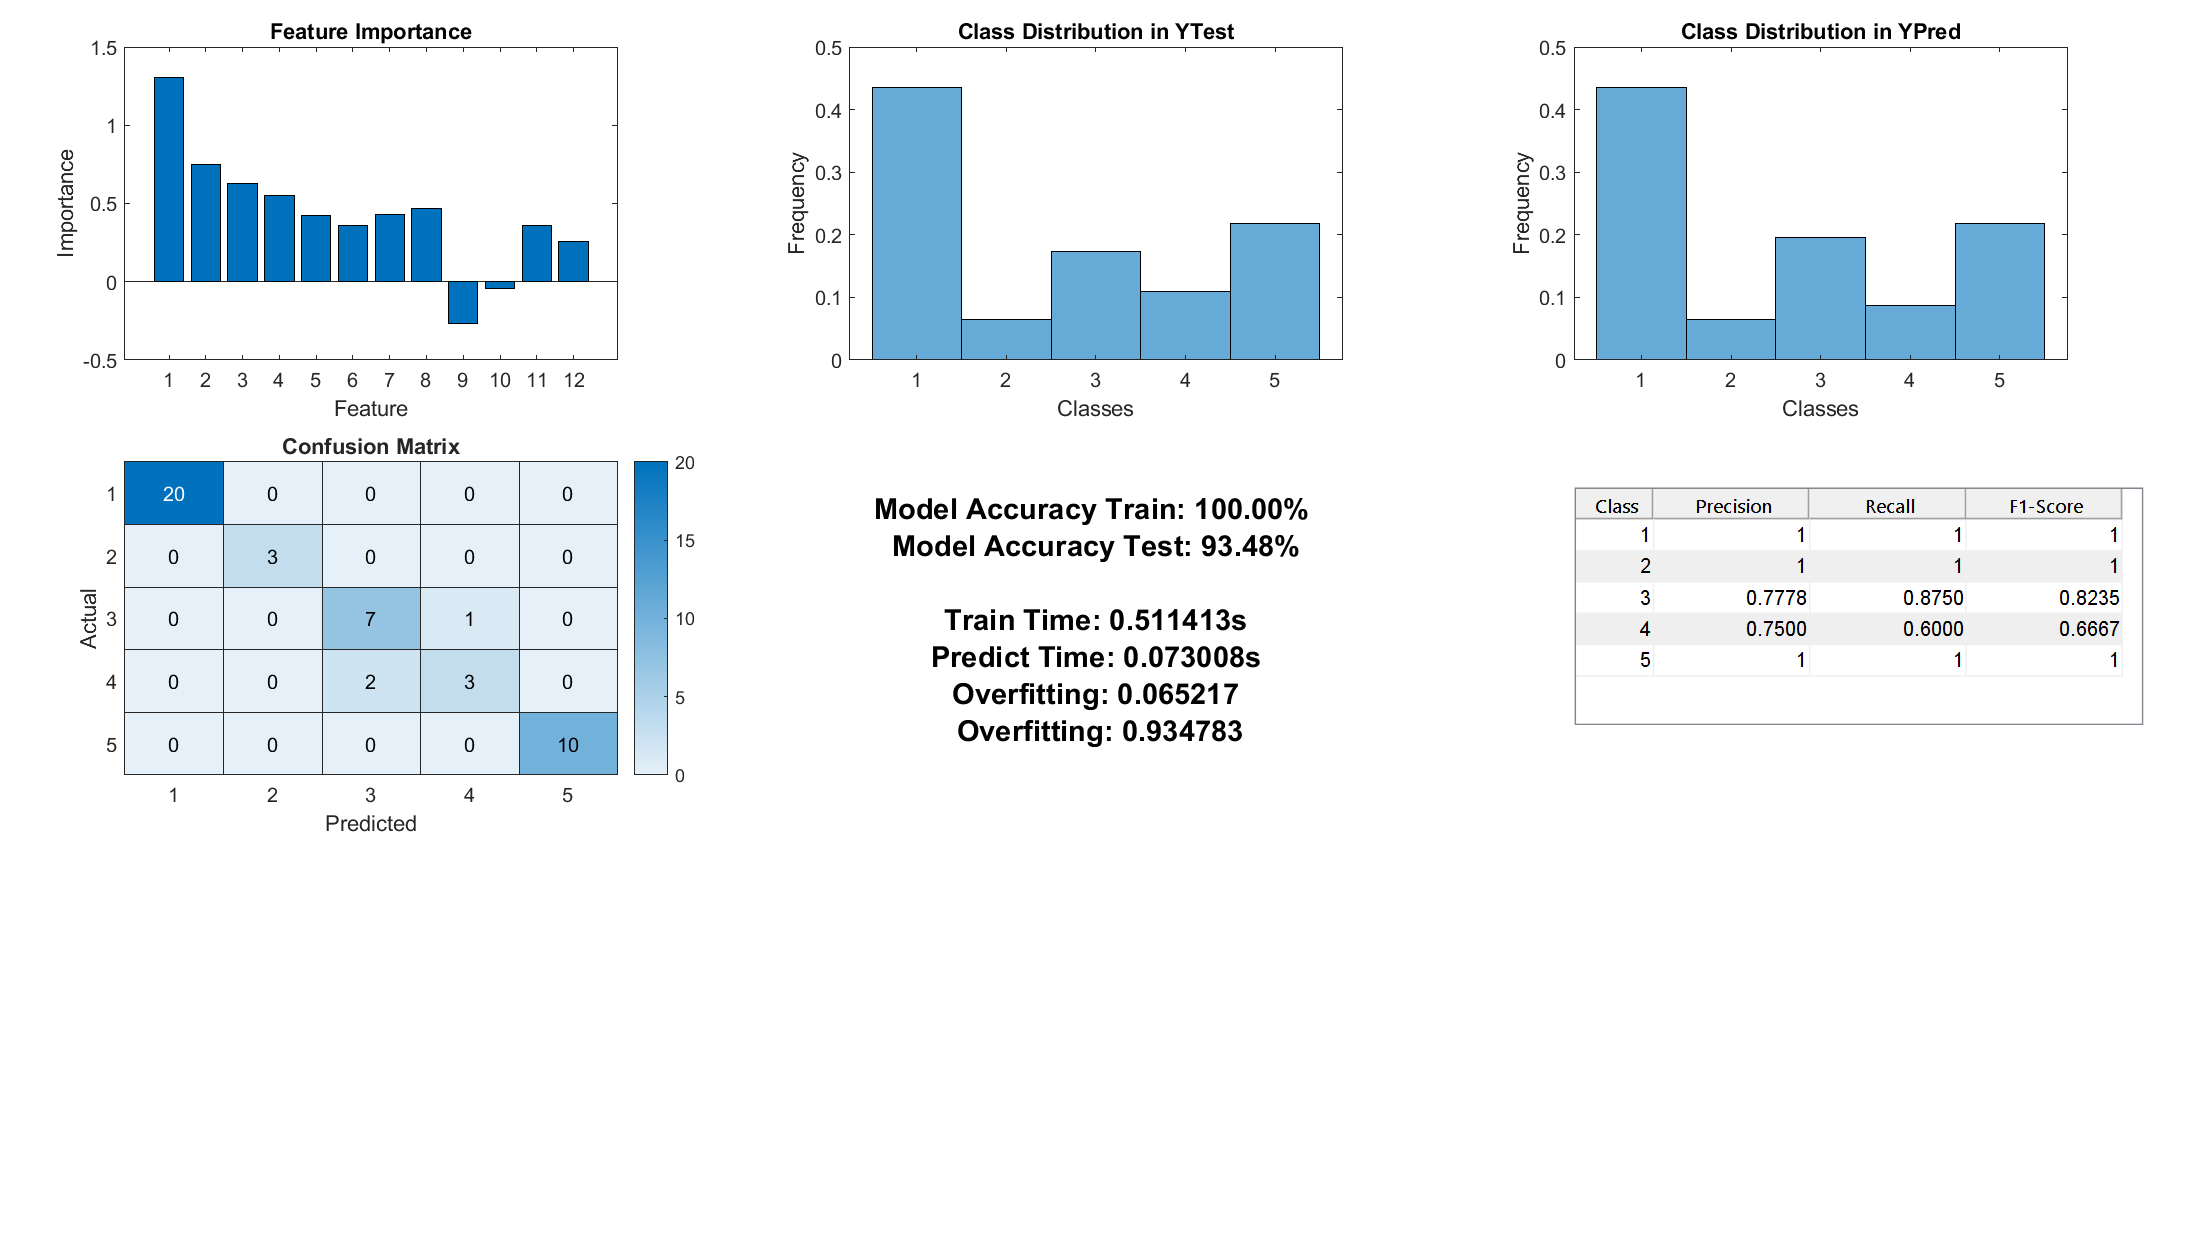 Feature Importance
1.5
1
0.5
0
-0.5
Importance
1 2 3 4 5 6 7 8 9 10 11 12
Feature
Class Distribution in YTest
0.5
0.4
0.3
0.2
0.1
0
Frequency
1 2 3 4 5
Classes
Class Distribution in YPred
0.5
0.4
0.3
0.2
0.1
0
Frequency
1 2 3 4 5
Classes
Confusion Matrix
Actual
1 20 0 0 0 0
2 0 3 0 0 0
3 0 0 7 1 0
4 0 0 2 3 0
5 0 0 0 0 10
1 2 3 4 5
Predicted
20
15
10
5
0
Model Accuracy Train: 100.00%
Model Accuracy Test: 93.48%
Train Time: 0.511413s
Predict Time: 0.073008s
Overfitting: 0.065217
Overfitting: 0.934783
Class Precision Recall F1-Score
1 1 1 1
2 1 1 1
3 0.7778 0.8750 0.8235
4 0.7500 0.6000 0.6667
5 1 1 1